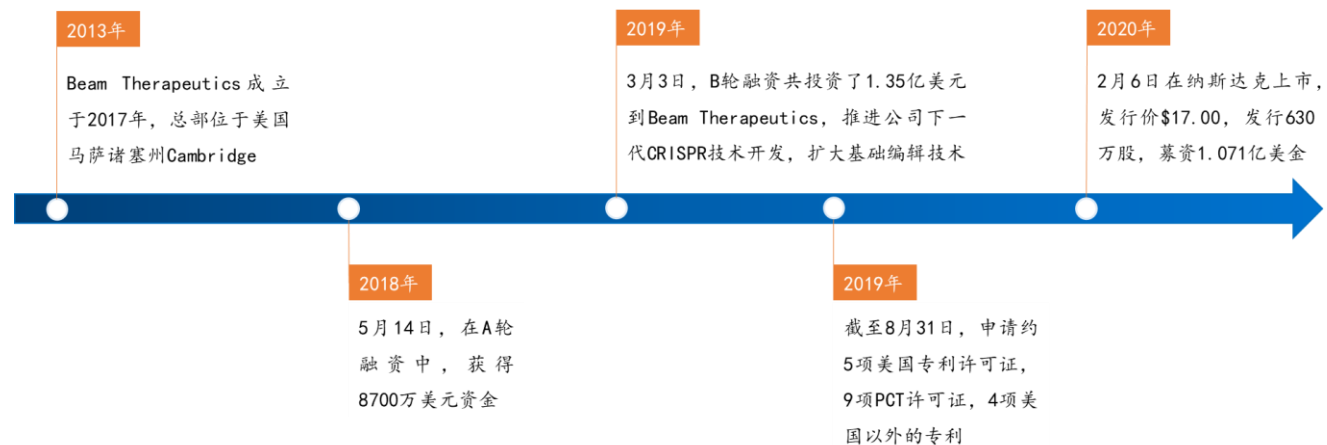 2013年
Beam Therapeutics成立
于2017年，总部位于美国
马萨诸塞州Cambridge
2018年
5月14日，在A轮
融资中，获得
8700万美元资金
2019年
3月3日，B轮融资共投资了1.35亿美元
到Beam Therapeutics，推进公司下一
代CRISPR技术开发，扩大基础编辑技术
2019年
截至8月31日，申请约
5项美国专利许可证，
9项PCT许可证，4项美
国以外的专利
2020年
2月6日在纳斯达克上市，
发行价$17.00，发行630
万股，募资1.071亿美金